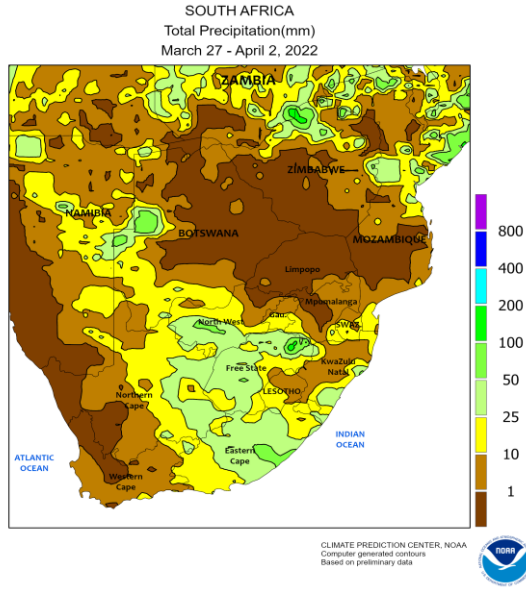 SOUTH AFRICA
Total Precipitation(mm)
March 27 - April 2, 2022
ZAMBIA
ZIMBABWE
NAMIBIA
BOTSWANA
MOZAMBIQUE
Limpopo
Mpumalanga
Gau.
North West
SWAZ.
KwaZulu
Natal
Free State
LESOTHO
Northern
Cape
INDIAN
OCEAN
Eastern
Cape
ATLANTIC
OCEAN
Western
Cape
800
400
200
100
50
25
10
1
CLIMATE PREDICTION CENTER, NOAA
Computer generated contours
Based on preliminary data
NOAA